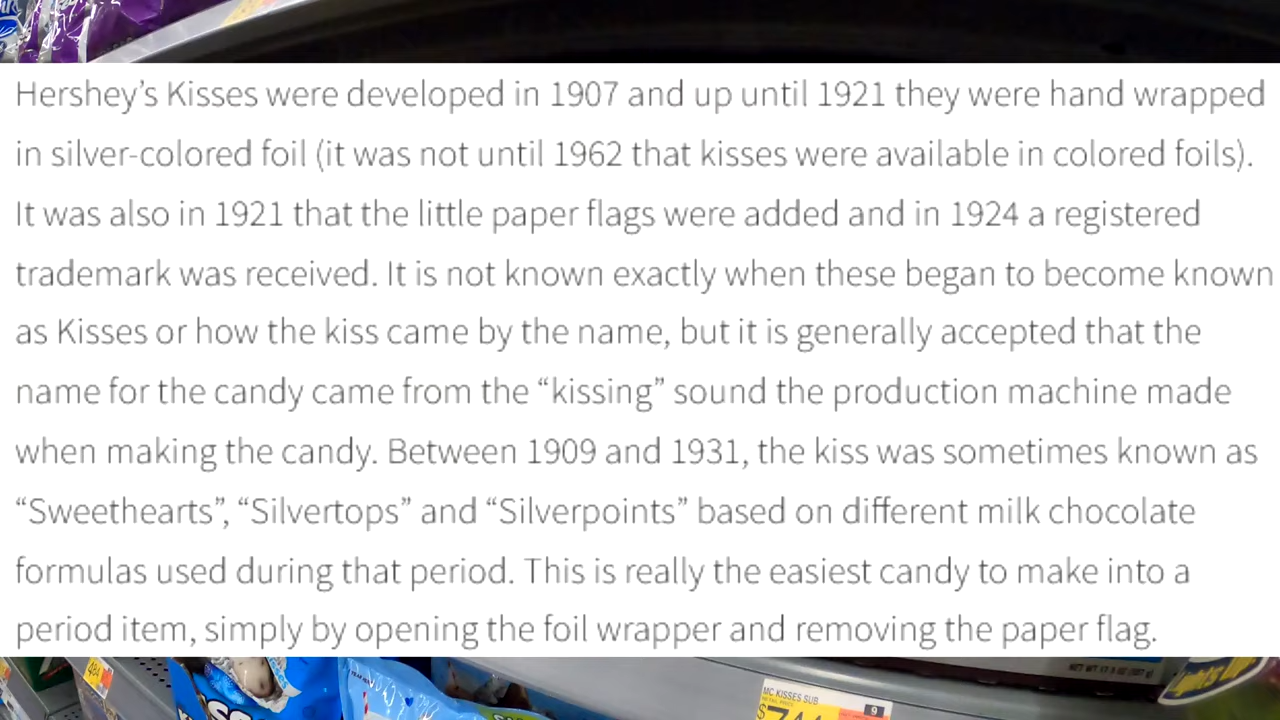 Hershey’s Kisses were developed in 1907 and up until 1921 they were hand wrapped
in silver-colored foil (it was not until 1962 that kisses were available in colored foils).
It was also in 1921 that the little paper flags were added and in 1924 a registered
trademark was received. It is not known exactly when these began to become known
as Kisses or how the kiss came by the name, but it is generally accepted that the
name for the candy came from the “kissing” sound the production machine made
when making the candy. Between 1909 and 1931, the kiss was sometimes known as
“Sweethearts”, “Silvertops” and “Silverpoints” based on different milk chocolate
formulas used during that period. This is really the easiest candy to make into a
period item, simply by opening the foil wrapper and removing the paper flag.
MC KISSES SUB
9